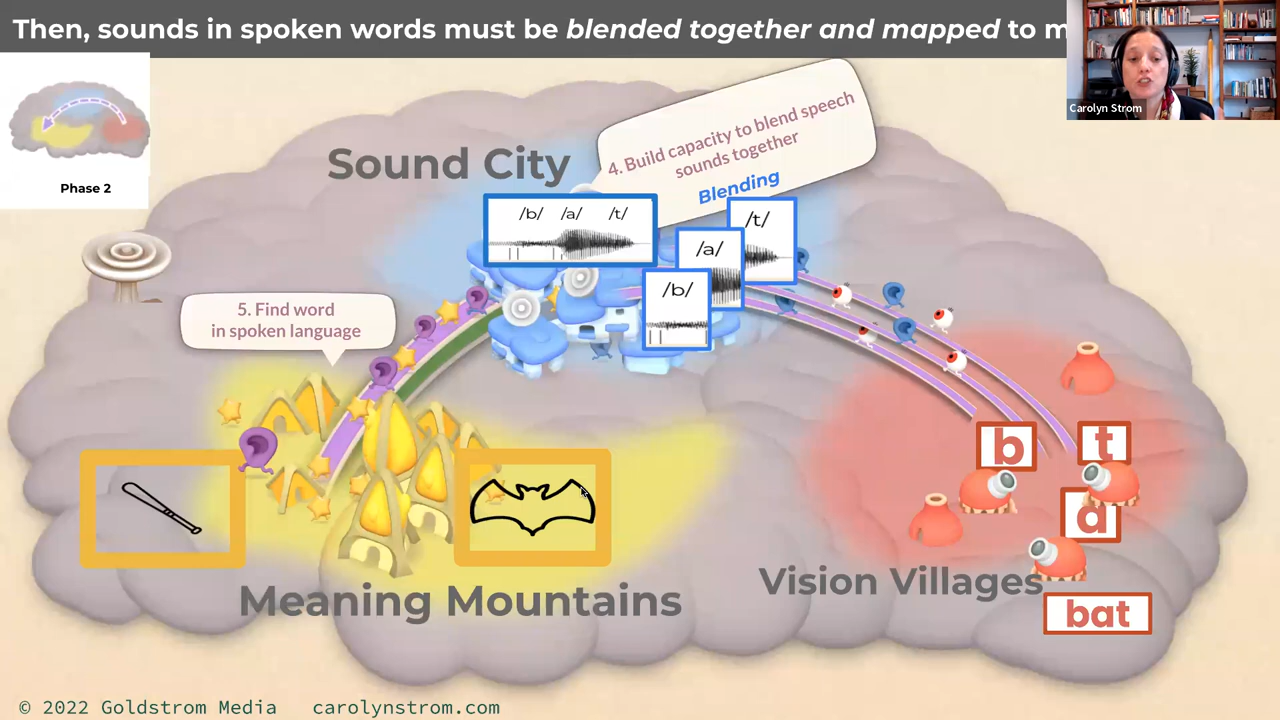 Then, sounds in spoken words must be blended together and mapped to m
Carolyn Strom
Phase 2
Sound City
4. Build capacity to blend speech
sounds together
Blending
/b/ /a/ /t/
/t/
/a/
/b/
5. Find word
in spoken language
b
t
a
bat
Meaning Mountains
Vision Villages
© 2022 Goldstrom Media carolynstrom.com